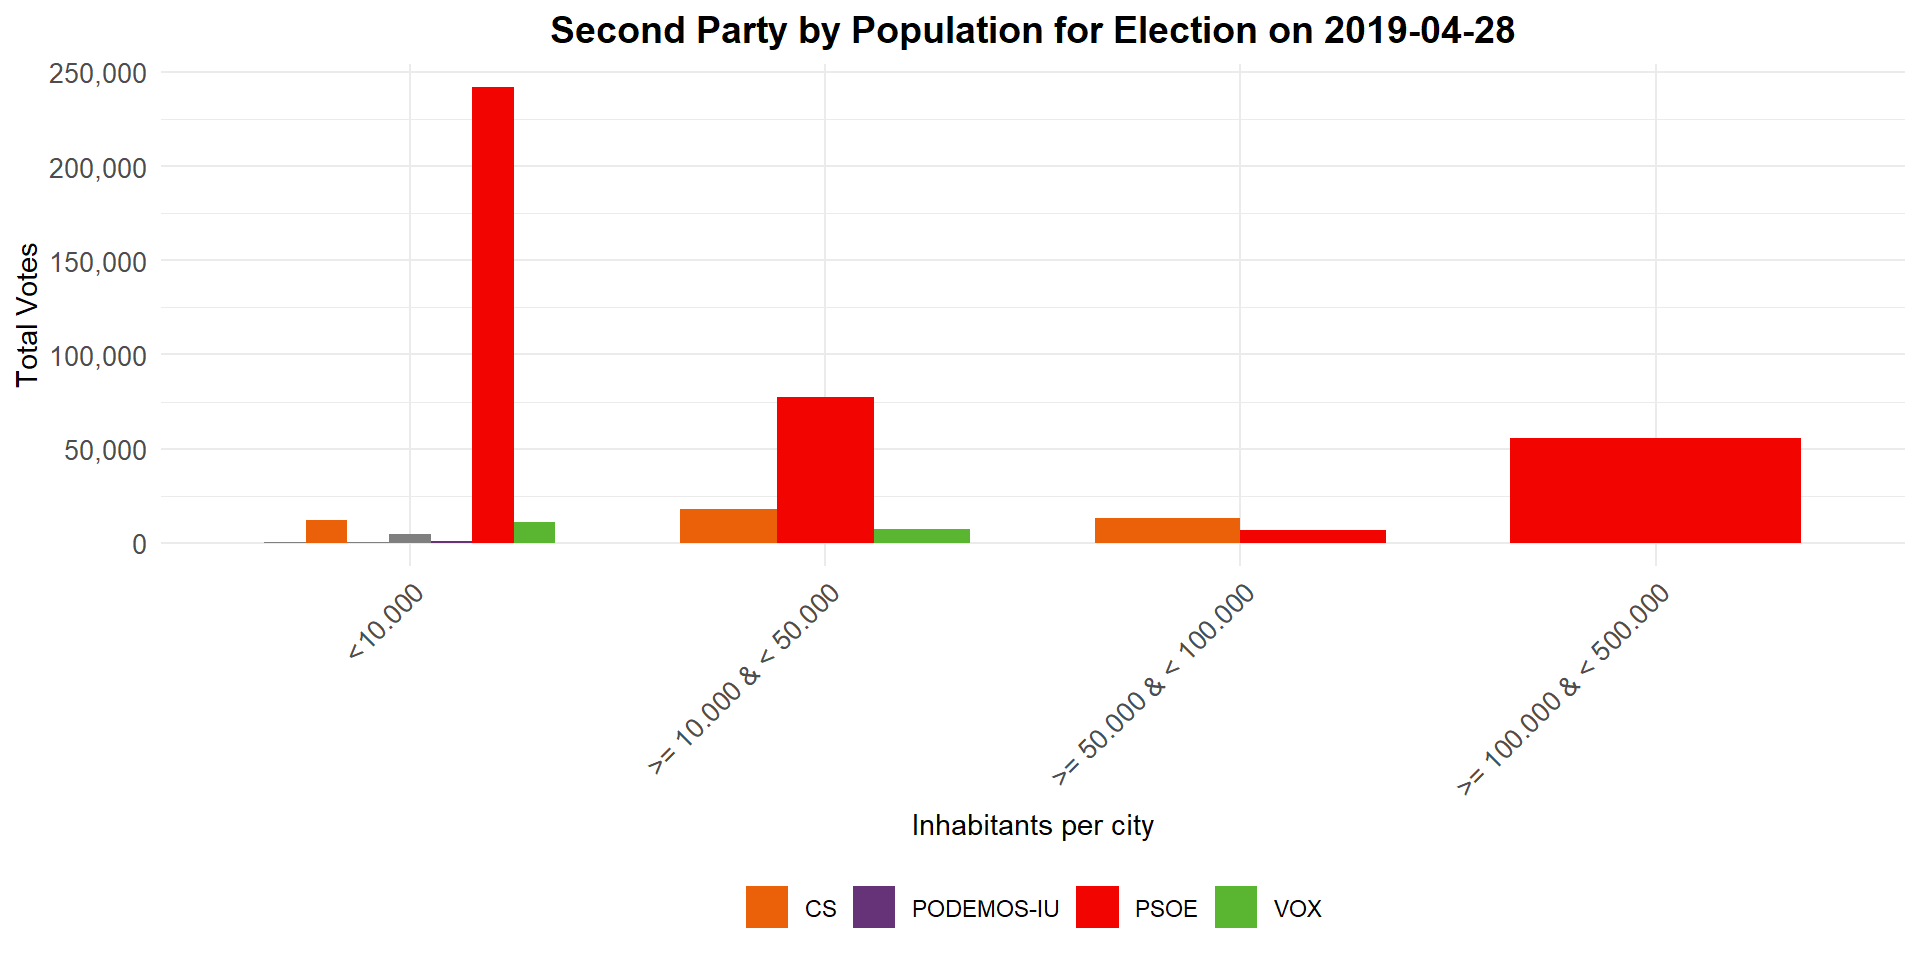 Second Party by Population for Election on 2019-04-28
Total Votes
250,000
200,000
150,000
100,000
50,000
0
<10.000
>= 10.000 & < 50.000
>= 50.000 & < 100.000
>= 100.000 & < 500.000
Inhabitants per city
CS PODEMOS-IU PSOE VOX